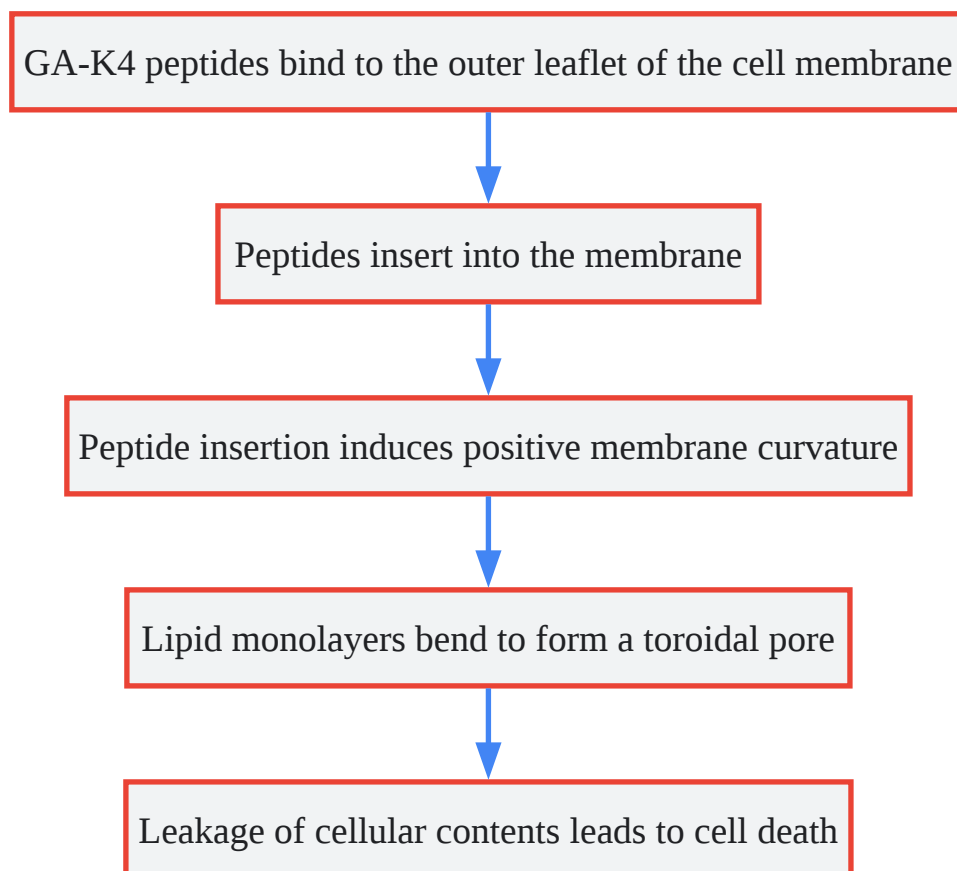 GA-K4 peptides bind to the outer leaflet of the cell membrane
Peptides insert into the membrane
Peptide insertion induces positive membrane curvature
Lipid monolayers bend to form a toroidal pore
Leakage of cellular contents leads to cell death